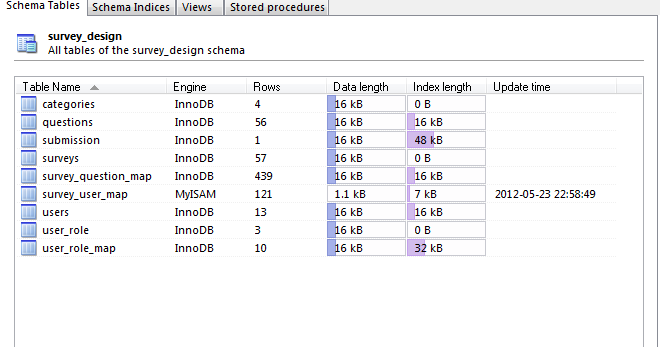 Schema Tables Schema Indices Views Stored procedures
survey_design
All tables of the survey_design schema
Table Name Engine Rows Data length Index length Update time
categories InnoDB 4 16 kB 0 B
questions InnoDB 56 16 kB 16 kB
submission InnoDB 1 16 kB 48 kB
surveys InnoDB 57 16 kB 0 B
survey_question_map InnoDB 439 16 kB 16 kB
survey_user_map MyISAM 121 1.1 kB 7 kB 2012-05-23 22:58:49
users InnoDB 13 16 kB 16 kB
user_role InnoDB 3 16 kB 0 B
user_role_map InnoDB 10 16 kB 32 kB